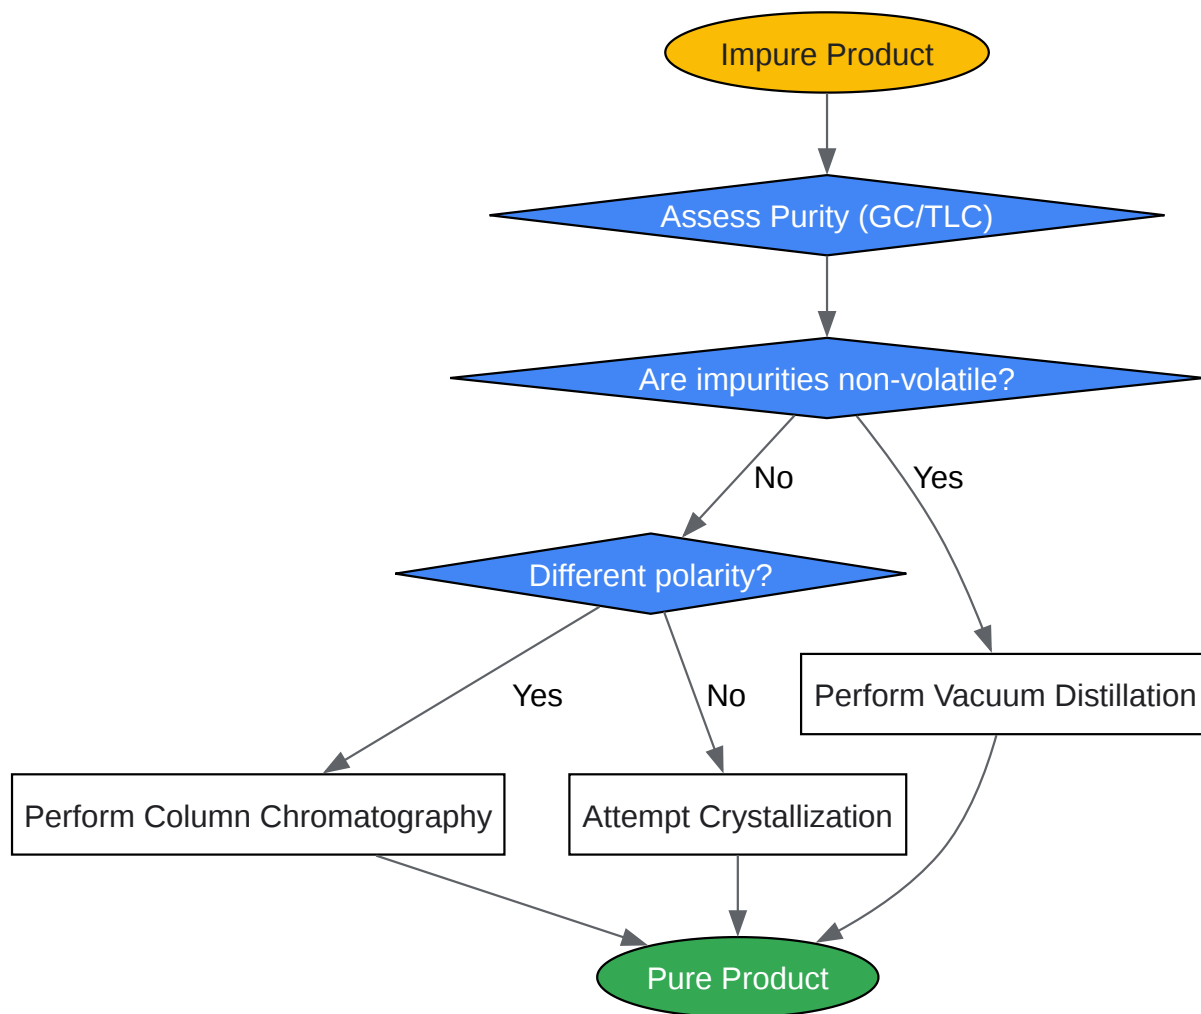 Impure Product
Assess Purity (GC/TLC)
Are impurities non-volatile?
No
Yes
Different polarity?
Yes
No
Perform Vacuum Distillation
Perform Column Chromatography
Attempt Crystallization
Pure Product